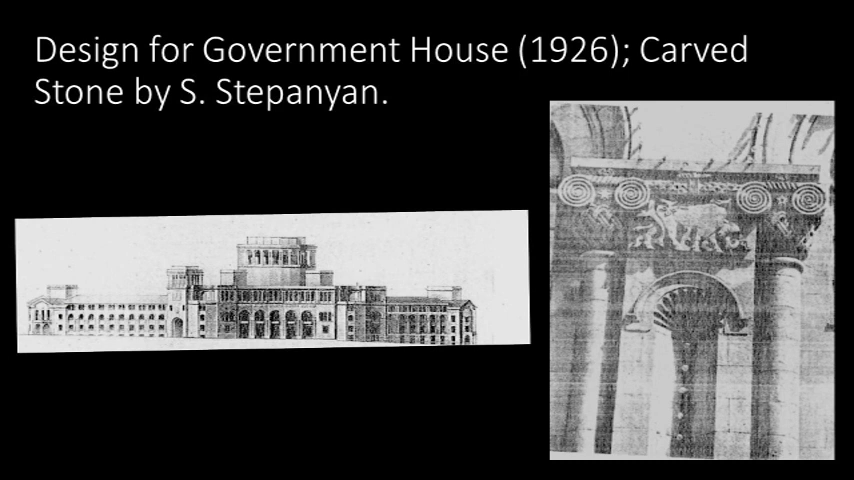 Design for Government House (1926); Carved
Stone by S. Stepanyan.